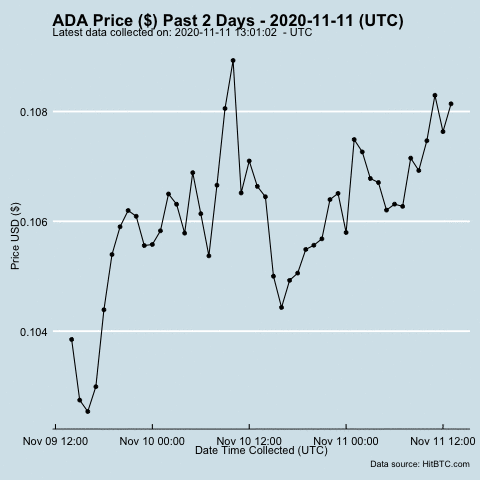 ADA Price ($) Past 2 Days - 2020-11-11 (UTC)
Latest data collected on: 2020-11-11 13:01:02 - UTC
0.108
0.106
0.104
Price USD ($)
Nov 09 12:00 Nov 10 00:00 Nov 10 12:00 Nov 11 00:00 Nov 11 12:00
Date Time Collected (UTC)
Data source: HitBTC.com